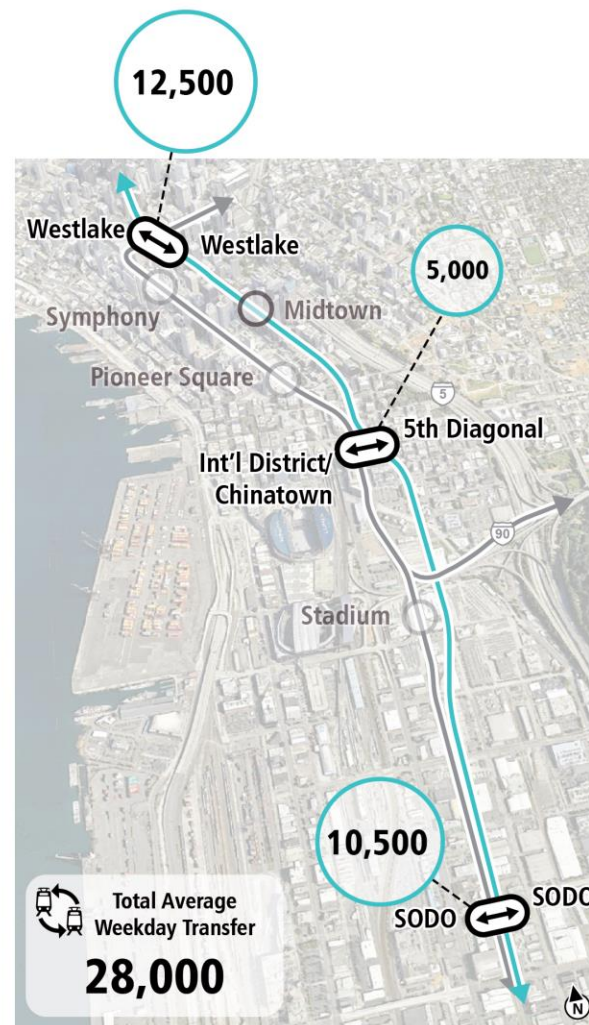 12,500
Westlake
Westlake
5,000
Symphony
Midtown
Pioneer Square
5
5th Diagonal
Int'l District/
Chinatown
90
Stadium
10,500
SODO
SODO
Total Average
Weekday Transfer
28,000
N